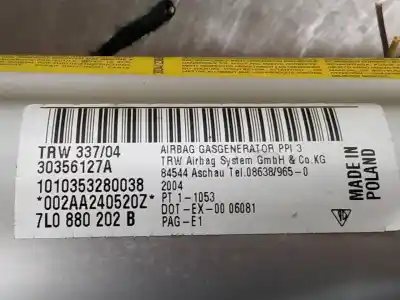 TRW 337/04
30356127A
1010353280038
*002AA240520Z*
7L0 880 202 B
AIRBAG GASGENERATOR PPI 3
TRW Airbag System GmbH & Co.KG
84544 Aschau Tel.08638/965-0
2004
PT 1-1053
DOT-EX-00 06081
PAG-E1
MADE IN
POLAND